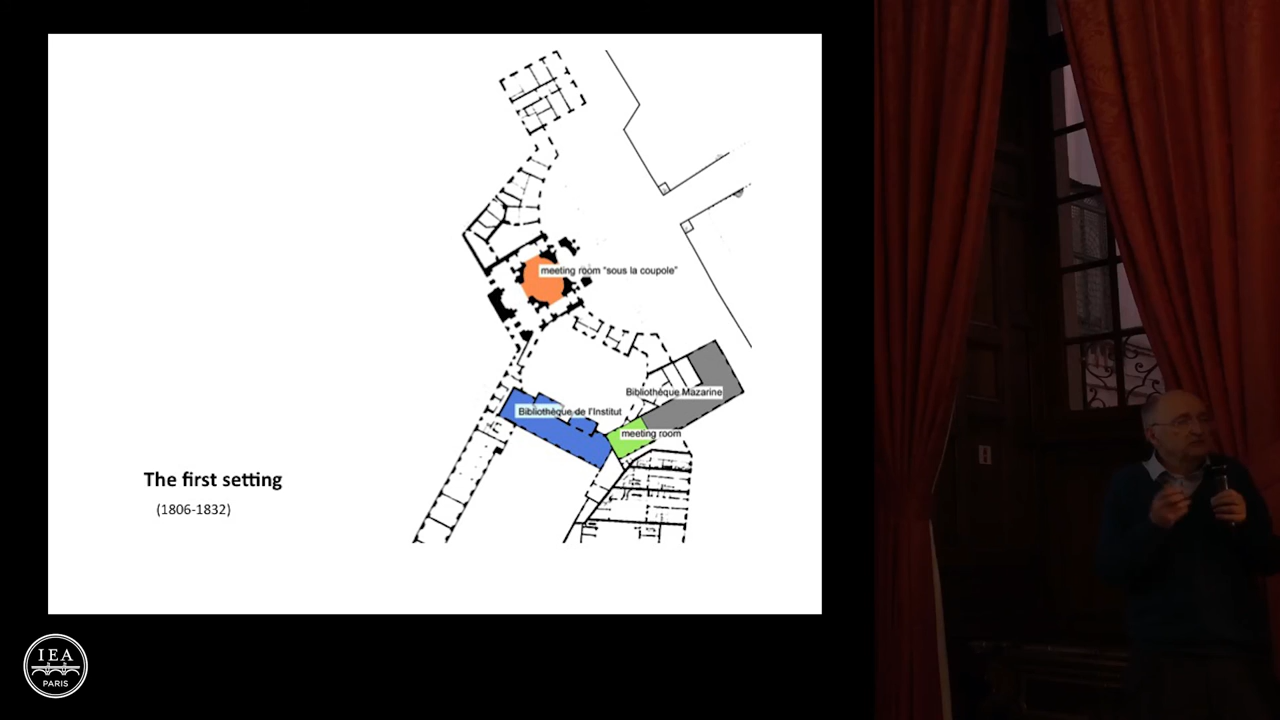 meeting room "sous la coupole"
Bibliothèque Mazarine
Bibliothèque de l'Institut
meeting room
The first setting
(1806-1832)
IEA
PARIS